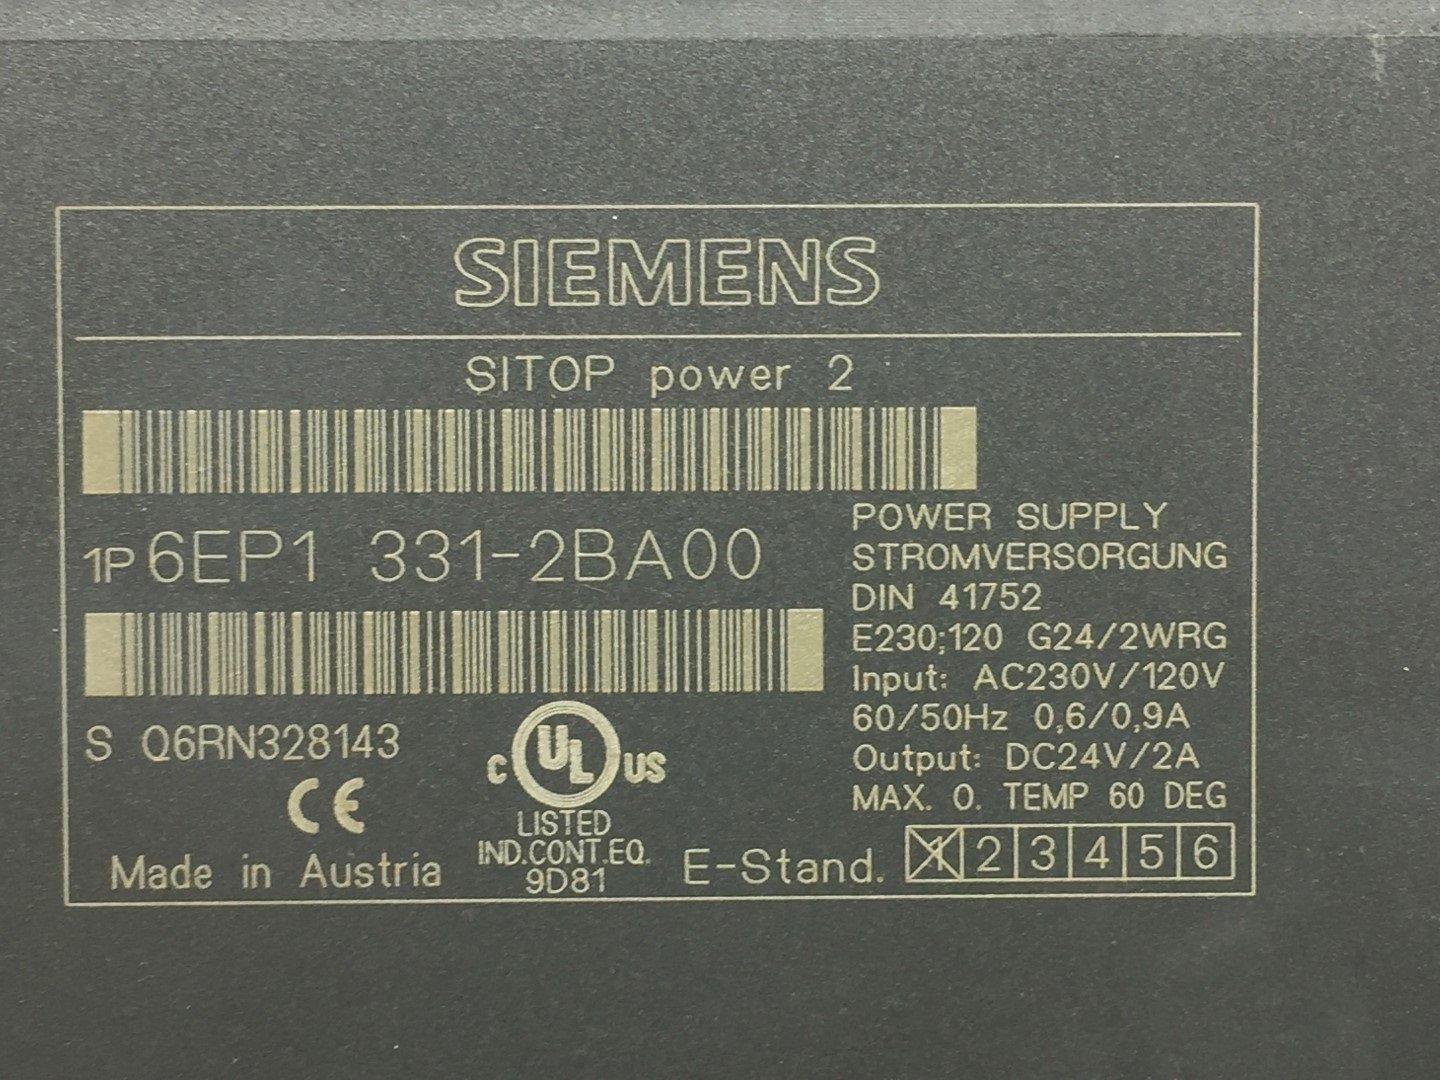 SIEMENS
SITOP power 2
1P 6EP1 331-2BA00
S Q6RN328143
CE
Made in Austria
C UL US
LISTED
IND.CONT.EQ.
9D81
POWER SUPPLY
STROMVERSORGUNG
DIN 41752
E230;120 G24/2WRG
Input: AC230V/120V
60/50Hz 0,6/0,9A
Output: DC24V/2A
MAX. O. TEMP 60 DEG
E-Stand. 1 2 3 4 5 6